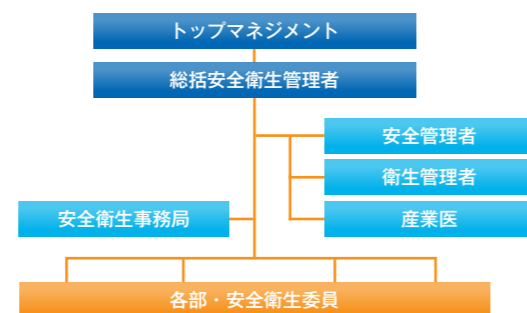 トップマネジメント
総括安全衛生管理者
安全管理者
衛生管理者
産業医
安全衛生事務局
各部・安全衛生委員